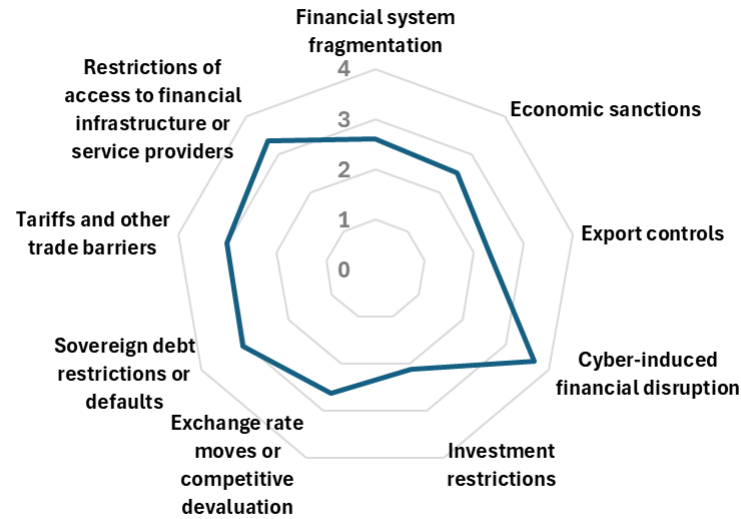 Financial system
fragmentation
Economic sanctions
Export controls
Cyber-induced
financial disruption
Investment
restrictions
Exchange rate
moves or
competitive
devaluation
Sovereign debt
restrictions or
defaults
Tariffs and other
trade barriers
Restrictions of
access to financial
infrastructure or
service providers
4
3
2
1
0